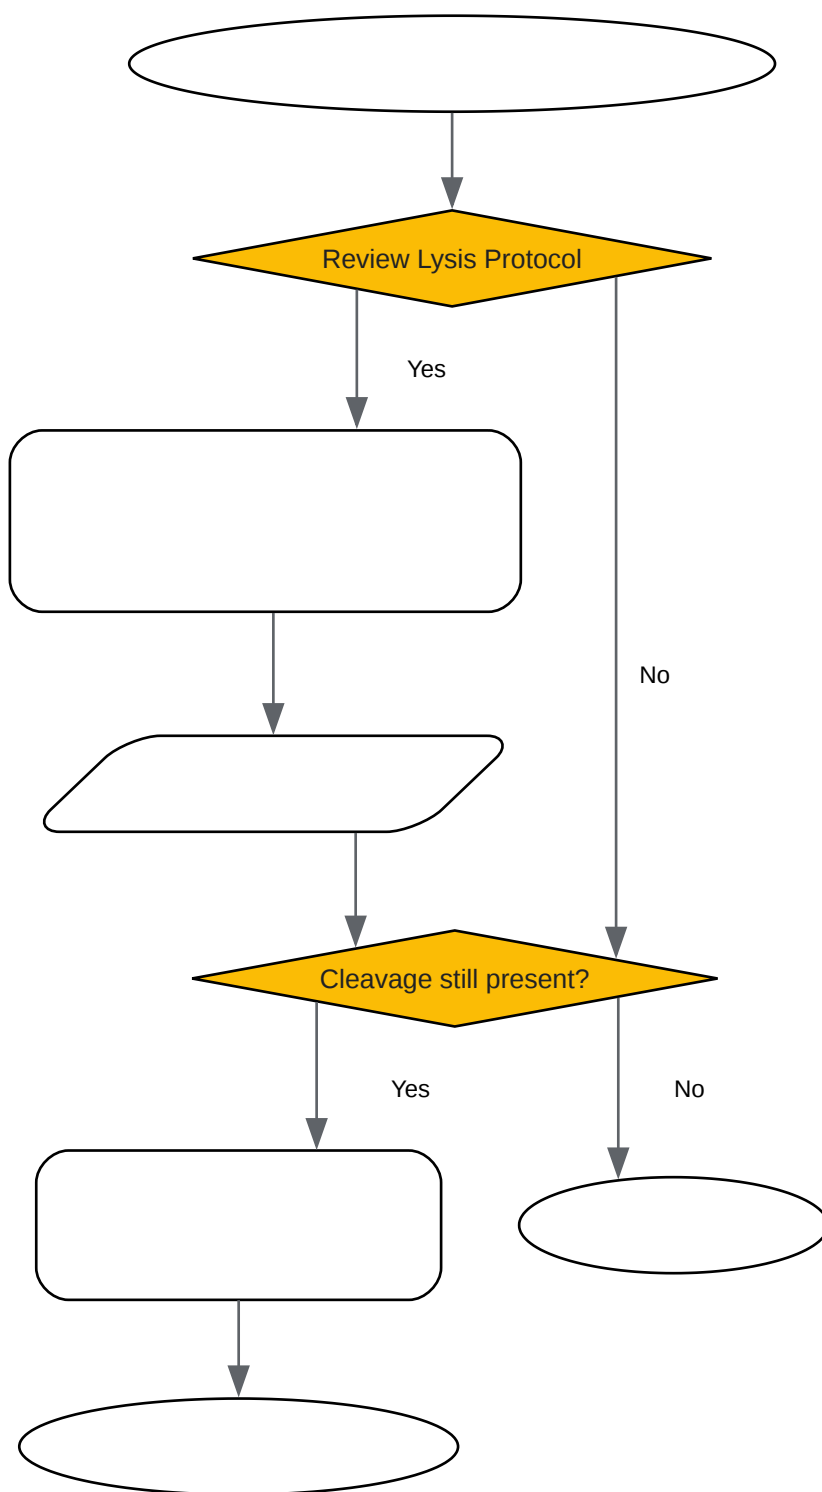 Review Lysis Protocol
Yes
No
Cleavage still present?
Yes
No